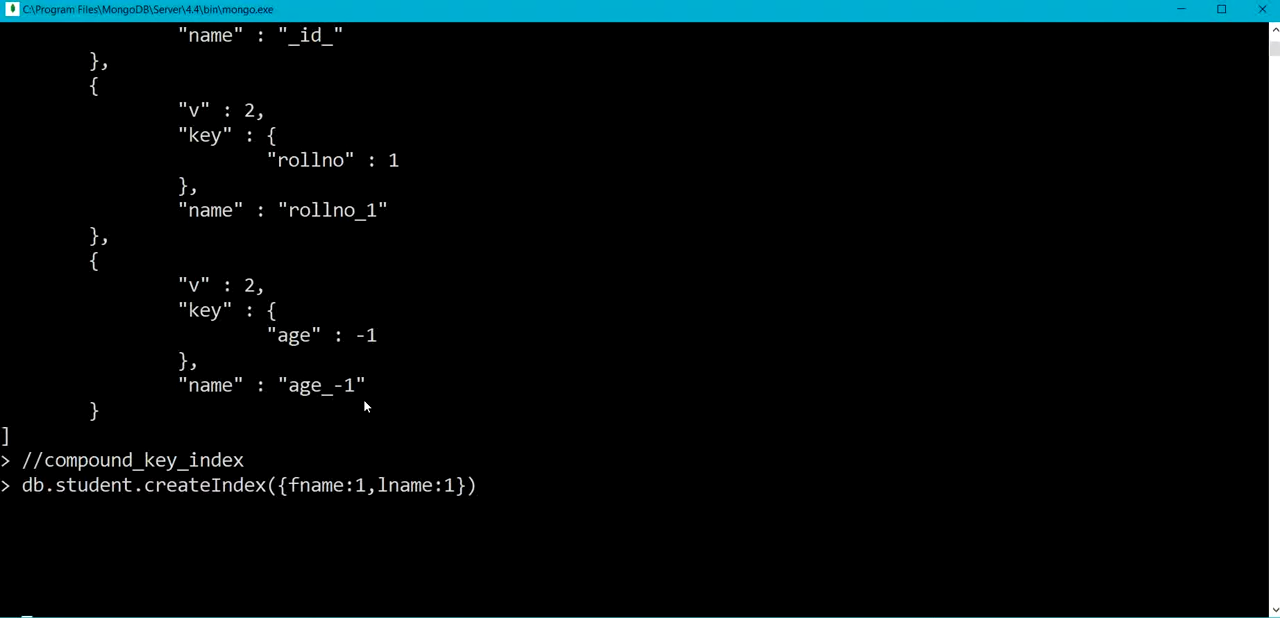 C:\Program Files\MongoDB\Server\4.4\bin\mongo.exe
"name" : "_id_"
},
{
"v" : 2,
"key" : {
"rollno" : 1
},
"name" : "rollno_1"
},
{
"v" : 2,
"key" : {
"age" : -1
},
"name" : "age_-1"
}
]
> //compound_key_index
> db.student.createIndex({fname:1,lname:1})